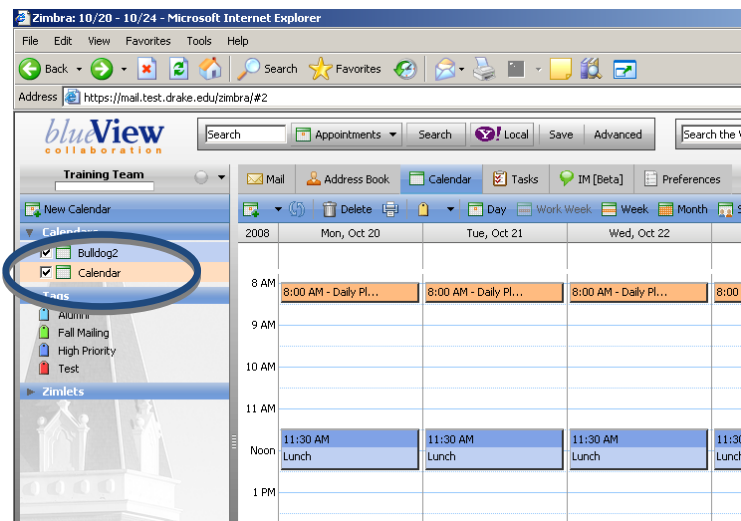 Zimbra: 10/20 - 10/24 - Microsoft Internet Explorer
File Edit View Favorites Tools Help
Back Search Favorites
Address https://mail.test.drake.edu/zimbra/#2
blueView
collaboration
Search Appointments Search Y! Local Save Advanced Search the
Training Team
Mail Address Book Calendar Tasks IM [Beta] Preferences
New Calendar
Delete Day Work Week Week Month
Calendars
2008 Mon, Oct 20 Tue, Oct 21 Wed, Oct 22
Bulldog2
Calendar
8 AM
8:00 AM - Daily Pl... 8:00 AM - Daily Pl... 8:00 AM - Daily Pl... 8:00
Tags
Alumni
Fall Mailing
9 AM
High Priority
Test
10 AM
Zimlets
11 AM
11:30 AM 11:30 AM 11:30 AM 11:30
Noon
Lunch Lunch Lunch Lunch
1 PM